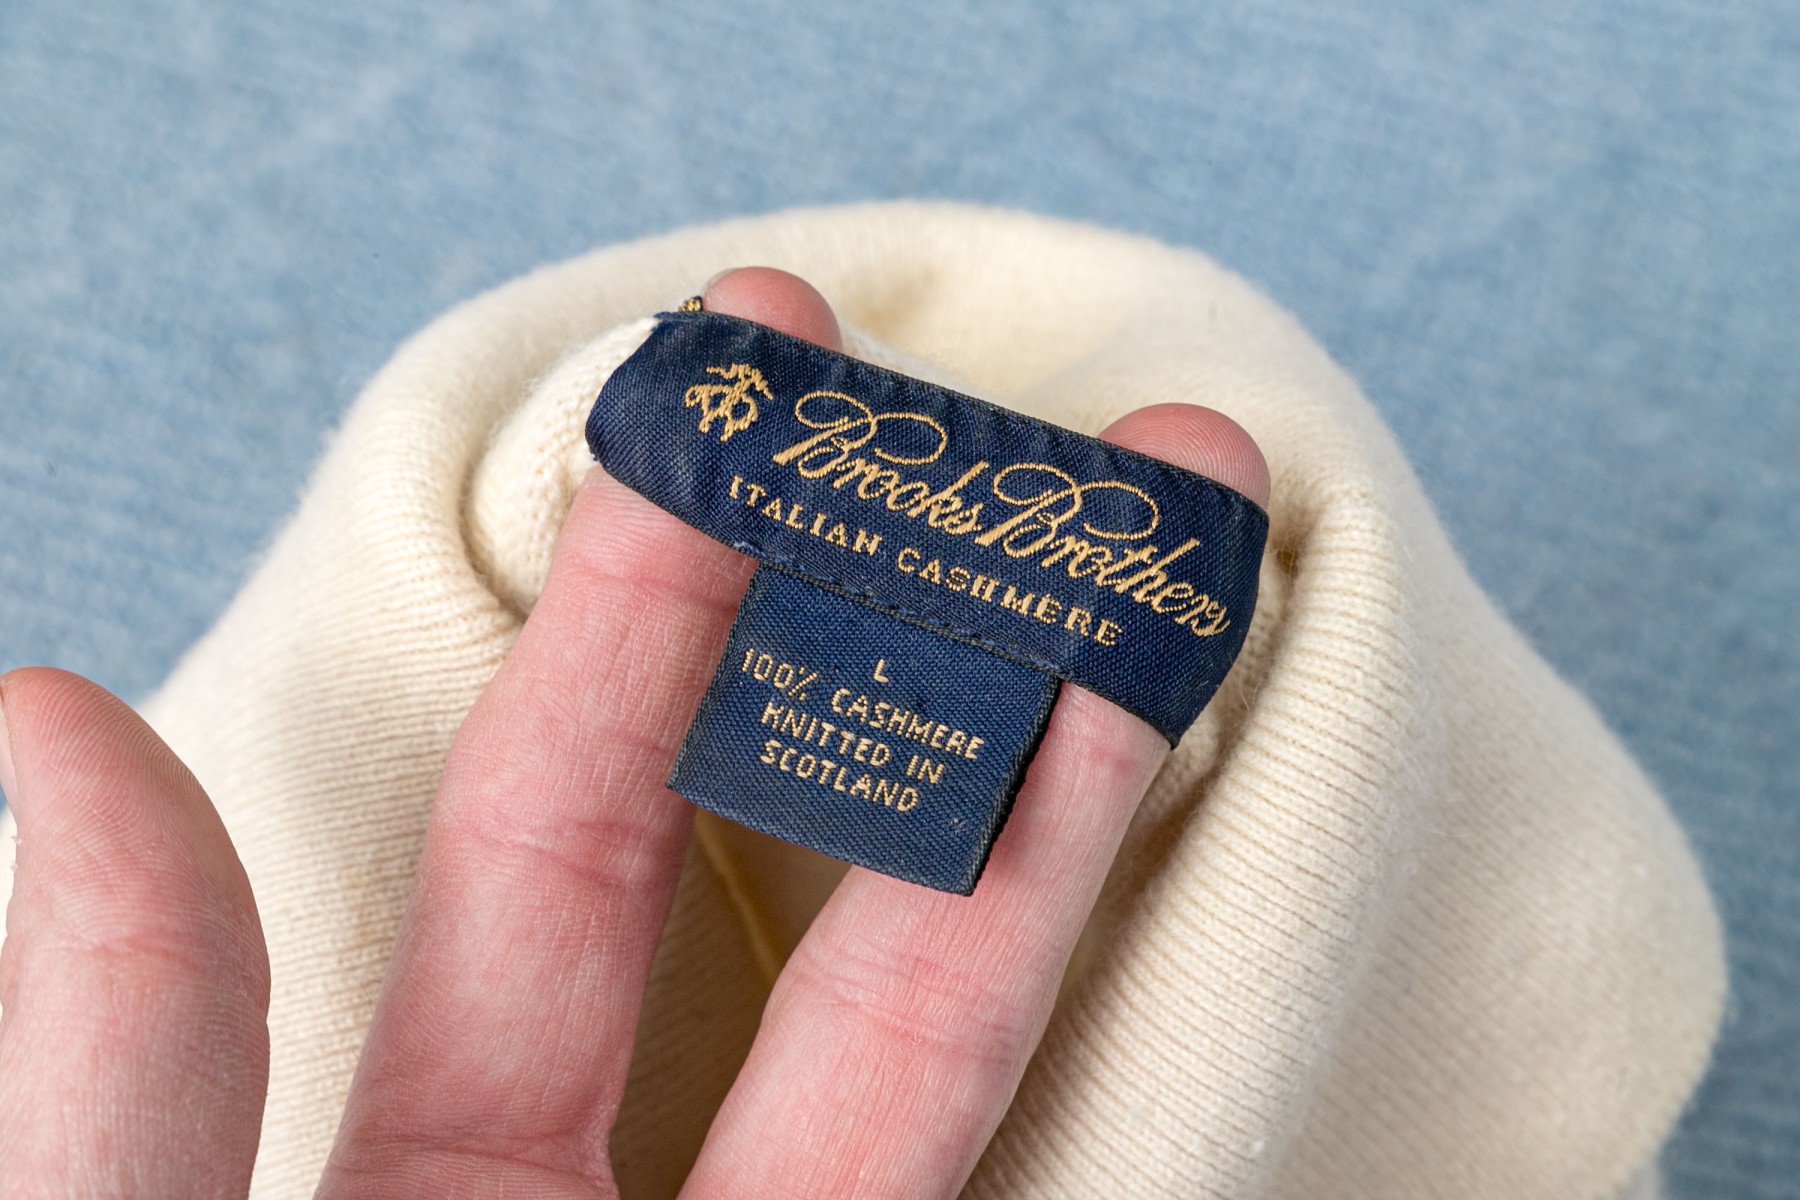 Brooks Brothers
ITALIAN CASHMERE
L
100% CASHMERE
KNITTED IN
SCOTLAND